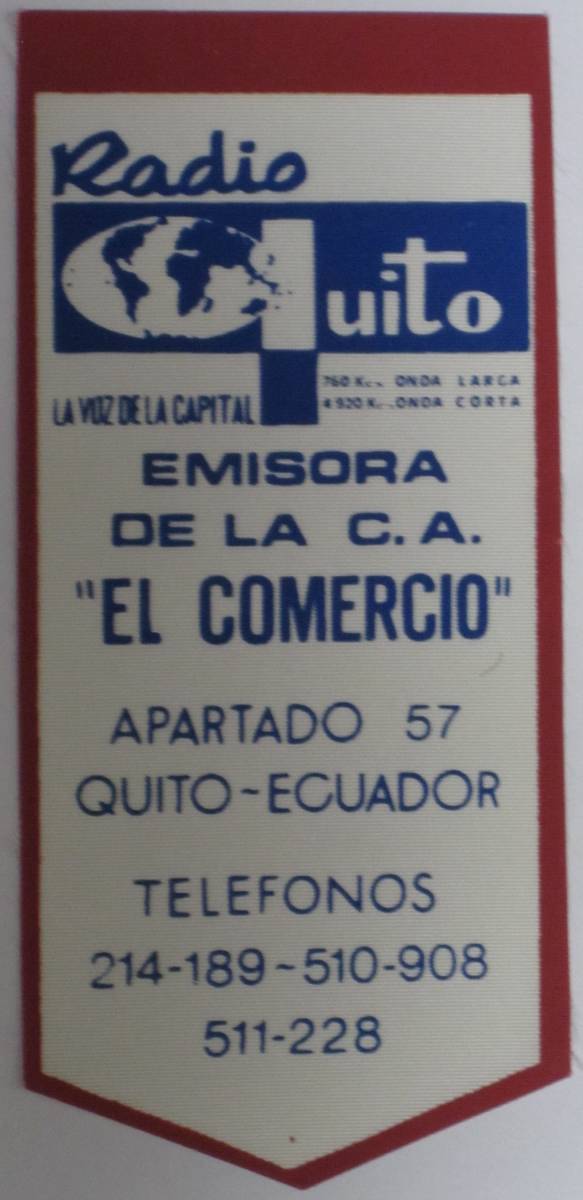 Radio
Quito
760 Kc. ONDA LARGA
LA VOZ DE LA CAPITAL
4920 Kc. ONDA CORTA
EMISORA
DE LA C.A.
"EL COMERCIO"
APARTADO 57
QUITO~ECUADOR
TELEFONOS
214-189~510-908
511-228